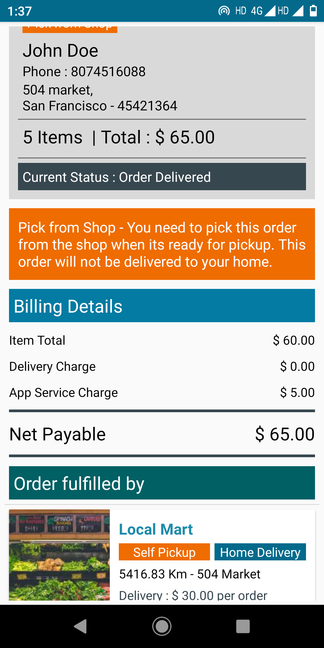 1:37 HD 4G HD
Pick from Shop
John Doe
Phone : 8074516088
504 market,
San Francisco - 45421364
5 Items | Total : $ 65.00
Current Status : Order Delivered
Pick from Shop - You need to pick this order
from the shop when its ready for pickup. This
order will not be delivered to your home.
Billing Details
Item Total $ 60.00
Delivery Charge $ 0.00
App Service Charge $ 5.00
Net Payable $ 65.00
Order fulfilled by
Local Mart
Self Pickup Home Delivery
5416.83 Km - 504 Market
Delivery : $ 30.00 per order